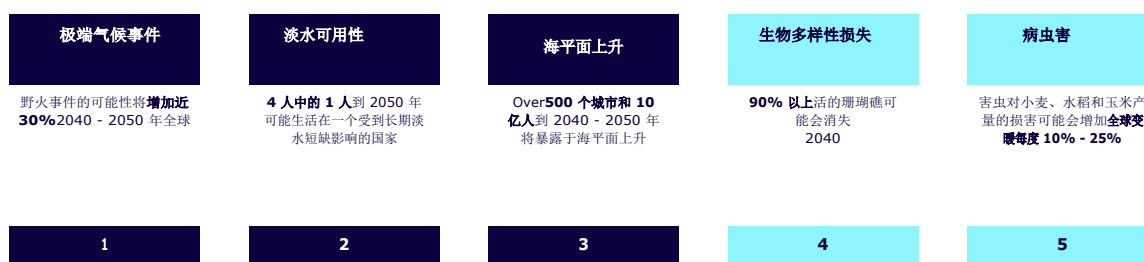 极端气候事件
野火事件的可能性将增加近
30%2040 - 2050 年全球
1
淡水可用性
4 人中的 1 人到 2050 年
可能生活在一个受到长期淡
水短缺影响的国家
2
海平面上升
Over500 个城市和 10
亿人到 2040 - 2050 年
将暴露于海平面上升
3
生物多样性损失
90% 以上活的珊瑚礁可
能会消失
2040
4
病虫害
害虫对小麦、水稻和玉米产
量的损害可能会增加全球变
暖每度 10% - 25%
5